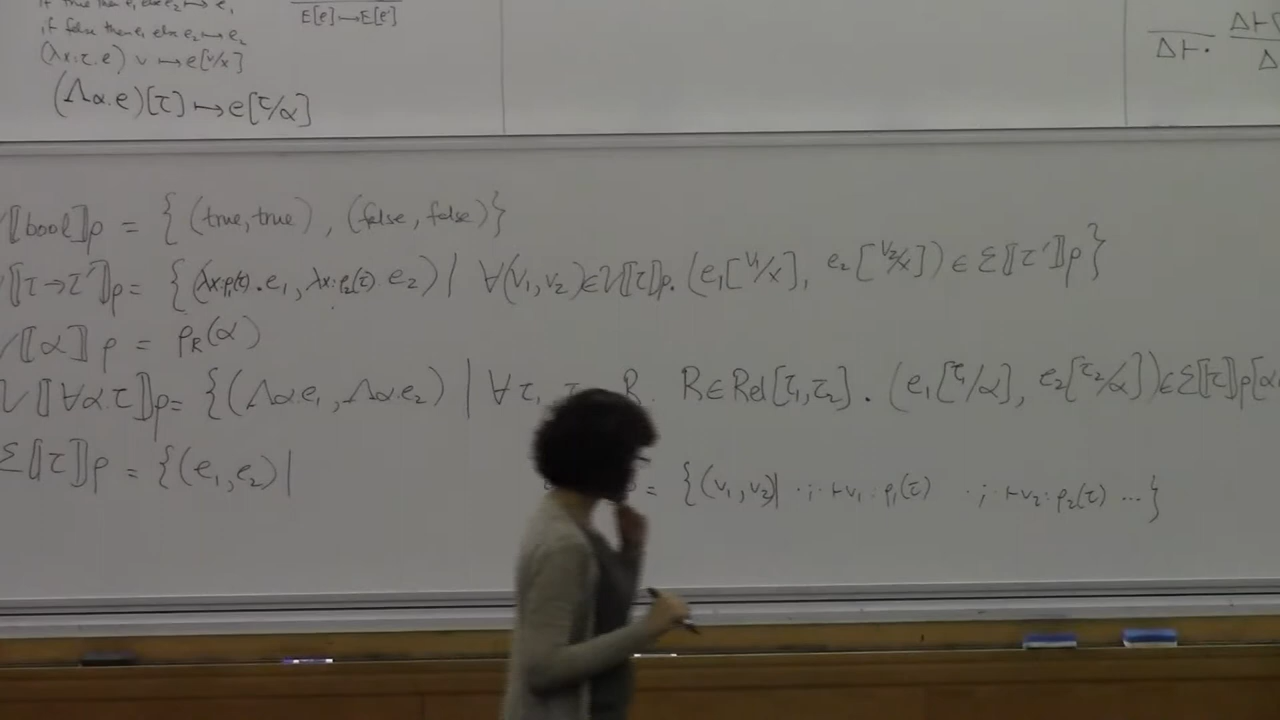 if true then e₁ else e₂ ↦ e₁
if false then e₁ else e₂ ↦ e₂
(λx:τ.e) v ↦ e[v/x]
(Λα.e)[τ] ↦ e[τ/α]
E[e] ↦ E[e']
Δ⊢· Δ⊢
Δ
V⟦bool⟧ρ = {(true,true), (false,false)}
⟦τ→τ'⟧ρ = {(λx:ρ₁(τ).e₁, λx:ρ₂(τ).e₂) | ∀(v₁,v₂)∈V⟦τ⟧ρ. (e₁[v₁/x], e₂[v₂/x]) ∈ Ɛ⟦τ'⟧ρ}
V⟦α⟧ρ = ρ_R(α)
V⟦∀α.τ⟧ρ = {(Λα.e₁, Λα.e₂) | ∀τ₁, R. R∈Rel[τ₁,τ₂]. (e₁[τ₁/α], e₂[τ₂/α])∈Ɛ⟦τ⟧ρ[α
Ɛ⟦τ⟧ρ = {(e₁,e₂)|
= {(v₁,v₂)| ·;·⊢v₁:ρ₁(τ) ·;·⊢v₂:ρ₂(τ) ...}